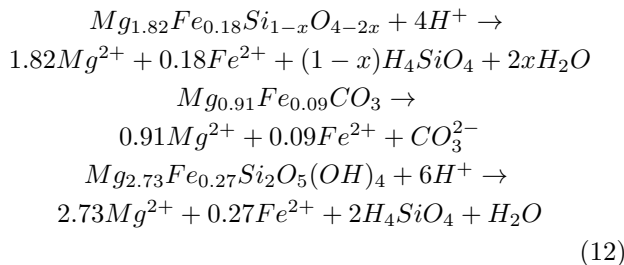 Mg₁.₈₂Fe₀.₁₈Si₁₋ₓO₄₋₂ₓ + 4H⁺ →
1.82Mg²⁺ + 0.18Fe²⁺ + (1 − x)H₄SiO₄ + 2xH₂O
Mg₀.₉₁Fe₀.₀₉CO₃ →
0.91Mg²⁺ + 0.09Fe²⁺ + CO₃²⁻
Mg₂.₇₃Fe₀.₂₇Si₂O₅(OH)₄ + 6H⁺ →
2.73Mg²⁺ + 0.27Fe²⁺ + 2H₄SiO₄ + H₂O
(12)